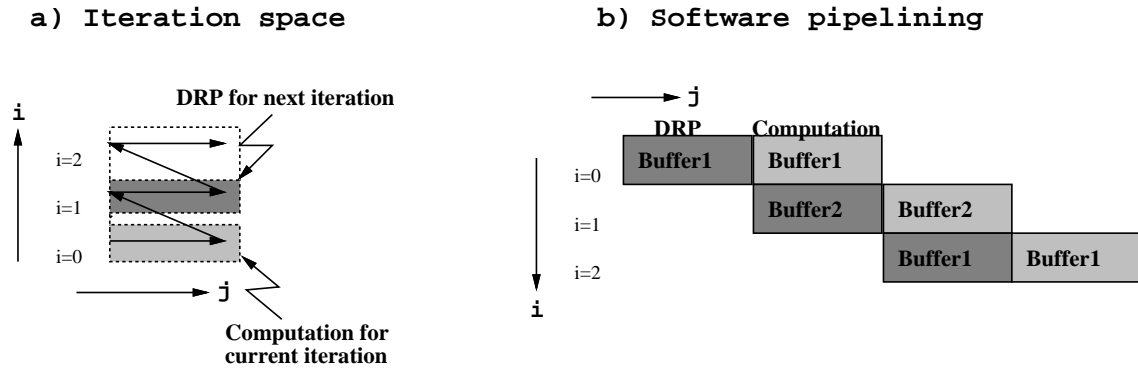 a) Iteration space
DRP for next iteration
i
i=2
i=1
i=0
j
Computation for
current iteration
b) Software pipelining
j
DRP Computation
i=0 Buffer1 Buffer1
i=1 Buffer2 Buffer2
i=2 Buffer1 Buffer1
i